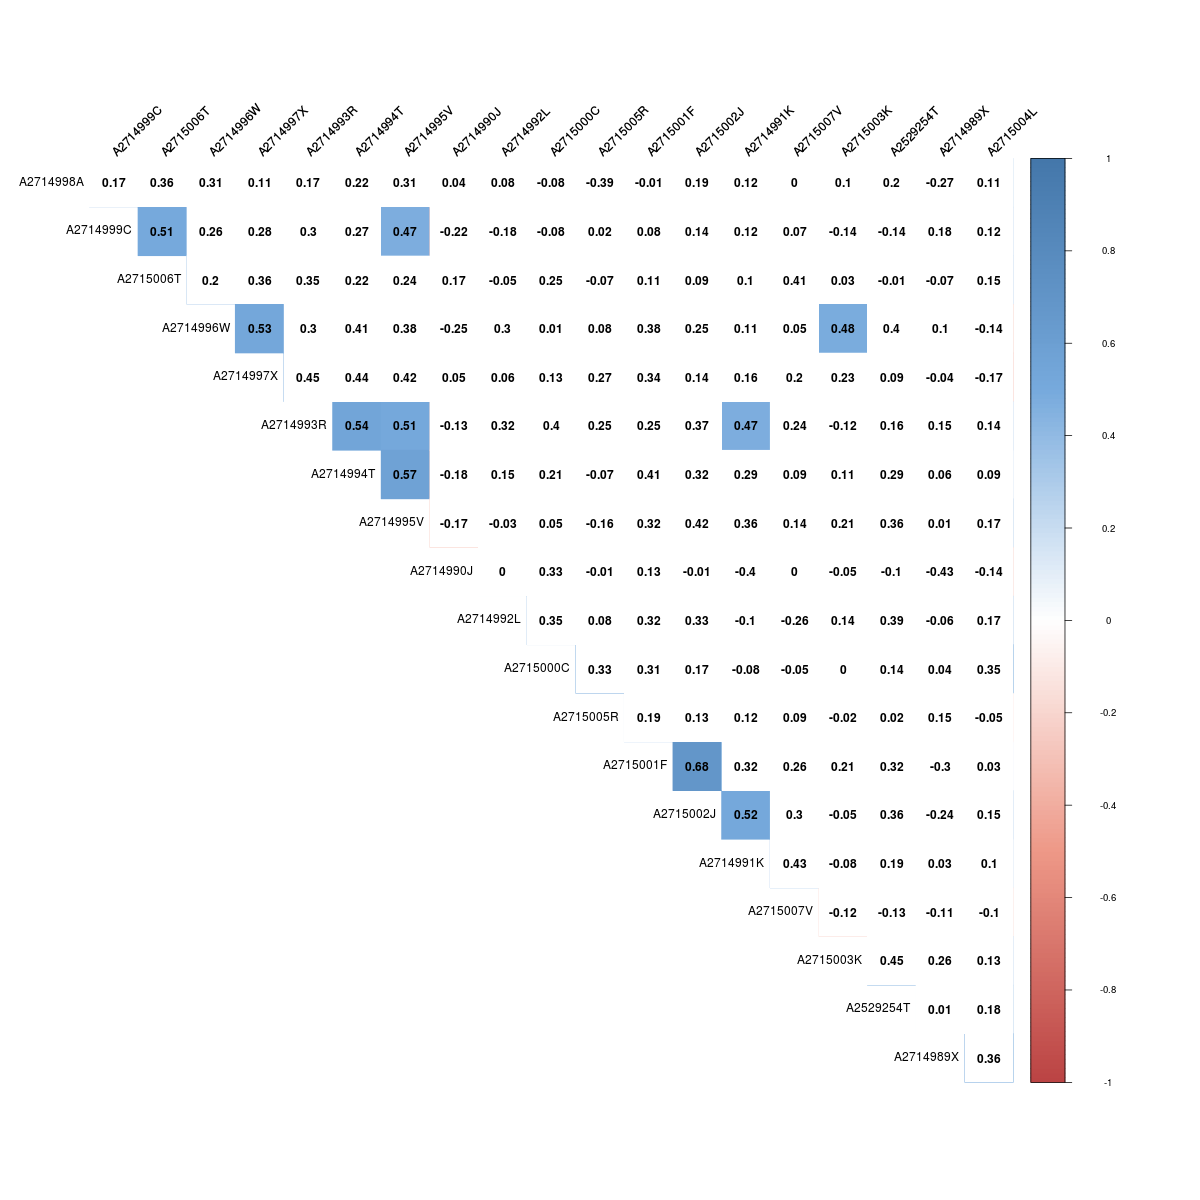 A2714999C A2715006T A2714996W A2714997X A2714993R A2714994T A2714995V A2714990J A2714992L A2715000C A2715005R A2715001F A2715002J A2714991K A2715007V A2715003K A2529254T A2714989X A2715004L
1
A2714998A 0.17 0.36 0.31 0.11 0.17 0.22 0.31 0.04 0.08 -0.08 -0.39 -0.01 0.19 0.12 0 0.1 0.2 -0.27 0.11
A2714999C 0.51 0.26 0.28 0.3 0.27 0.47 -0.22 -0.18 -0.08 0.02 0.08 0.14 0.12 0.07 -0.14 -0.14 0.18 0.12
0.8
A2715006T 0.2 0.36 0.35 0.22 0.24 0.17 -0.05 0.25 -0.07 0.11 0.09 0.1 0.41 0.03 -0.01 -0.07 0.15
A2714996W 0.53 0.3 0.41 0.38 -0.25 0.3 0.01 0.08 0.38 0.25 0.11 0.05 0.48 0.4 0.1 -0.14
0.6
A2714997X 0.45 0.44 0.42 0.05 0.06 0.13 0.27 0.34 0.14 0.16 0.2 0.23 0.09 -0.04 -0.17
A2714993R 0.54 0.51 -0.13 0.32 0.4 0.25 0.25 0.37 0.47 0.24 -0.12 0.16 0.15 0.14
0.4
A2714994T 0.57 -0.18 0.15 0.21 -0.07 0.41 0.32 0.29 0.09 0.11 0.29 0.06 0.09
A2714995V -0.17 -0.03 0.05 -0.16 0.32 0.42 0.36 0.14 0.21 0.36 0.01 0.17
0.2
A2714990J 0 0.33 -0.01 0.13 -0.01 -0.4 0 -0.05 -0.1 -0.43 -0.14
A2714992L 0.35 0.08 0.32 0.33 -0.1 -0.26 0.14 0.39 -0.06 0.17
0
A2715000C 0.33 0.31 0.17 -0.08 -0.05 0 0.14 0.04 0.35
-0.2
A2715005R 0.19 0.13 0.12 0.09 -0.02 0.02 0.15 -0.05
A2715001F 0.68 0.32 0.26 0.21 0.32 -0.3 0.03
-0.4
A2715002J 0.52 0.3 -0.05 0.36 -0.24 0.15
A2714991K 0.43 -0.08 0.19 0.03 0.1
-0.6
A2715007V -0.12 -0.13 -0.11 -0.1
A2715003K 0.45 0.26 0.13
-0.8
A2529254T 0.01 0.18
A2714989X 0.36
-1